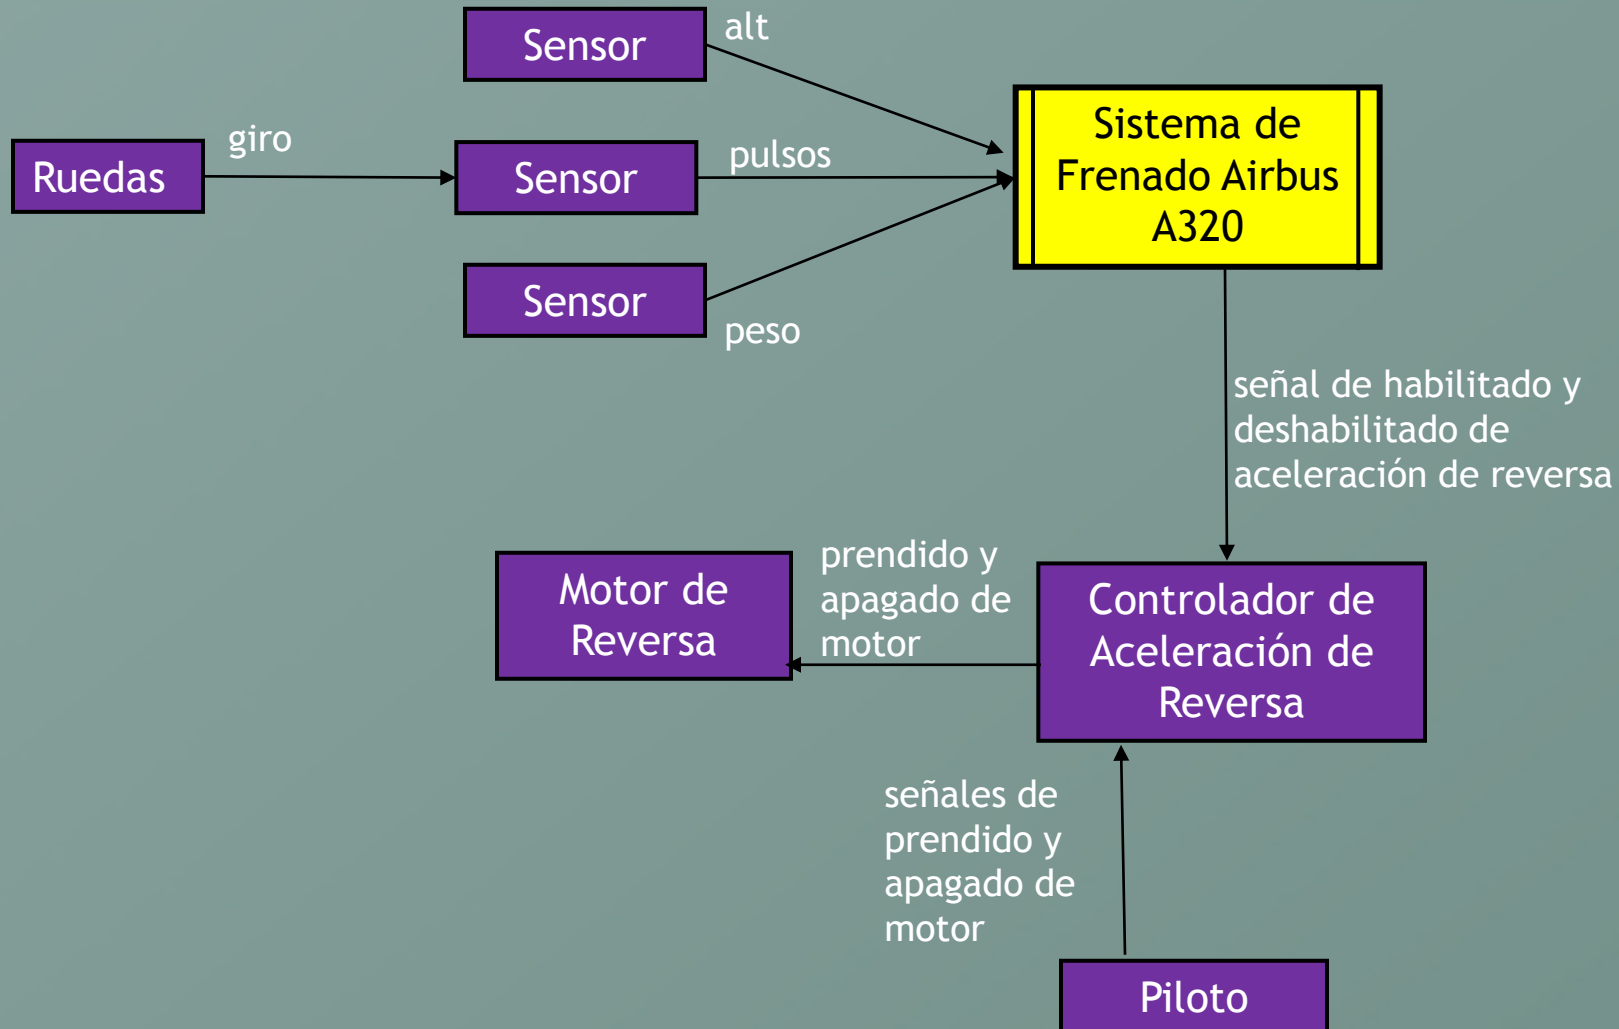 Sensor
alt
Sistema de
Frenado Airbus
A320
Ruedas
giro
Sensor
pulsos
Sensor
peso
señal de habilitado y
deshabilitado de
aceleración de reversa
Motor de
Reversa
prendido y
apagado de
motor
Controlador de
Aceleración de
Reversa
señales de
prendido y
apagado de
motor
Piloto